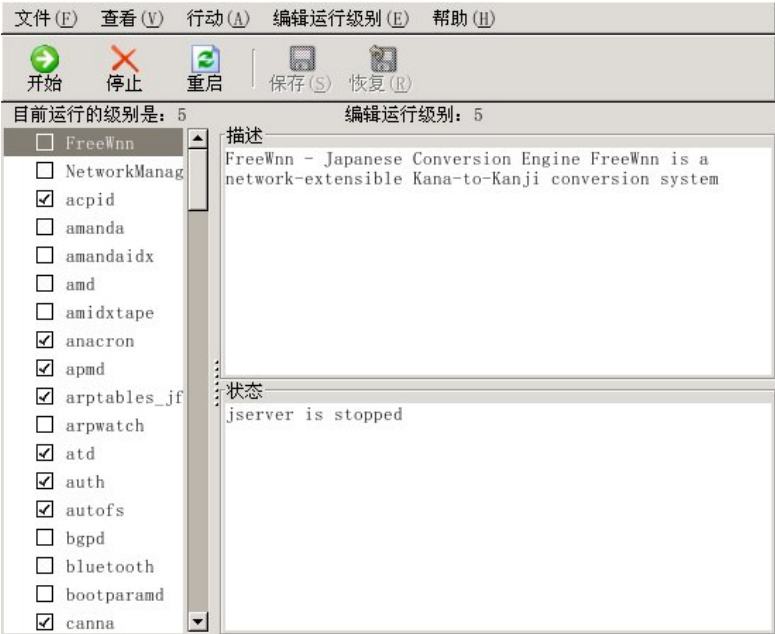 文件(F) 查看(V) 行动(A) 编辑运行级别(E) 帮助(H)
开始 停止 重启 保存(S) 恢复(R)
目前运行的级别是: 5 编辑运行级别: 5
FreeWnn
NetworkManag
acpid
amanda
amandaidx
amd
amidxtape
anacron
apmd
arptables_jf
arpwatch
atd
auth
autofs
bgpd
bluetooth
bootparamd
canna
描述
FreeWnn - Japanese Conversion Engine FreeWnn is a
network-extensible Kana-to-Kanji conversion system
状态
jserver is stopped